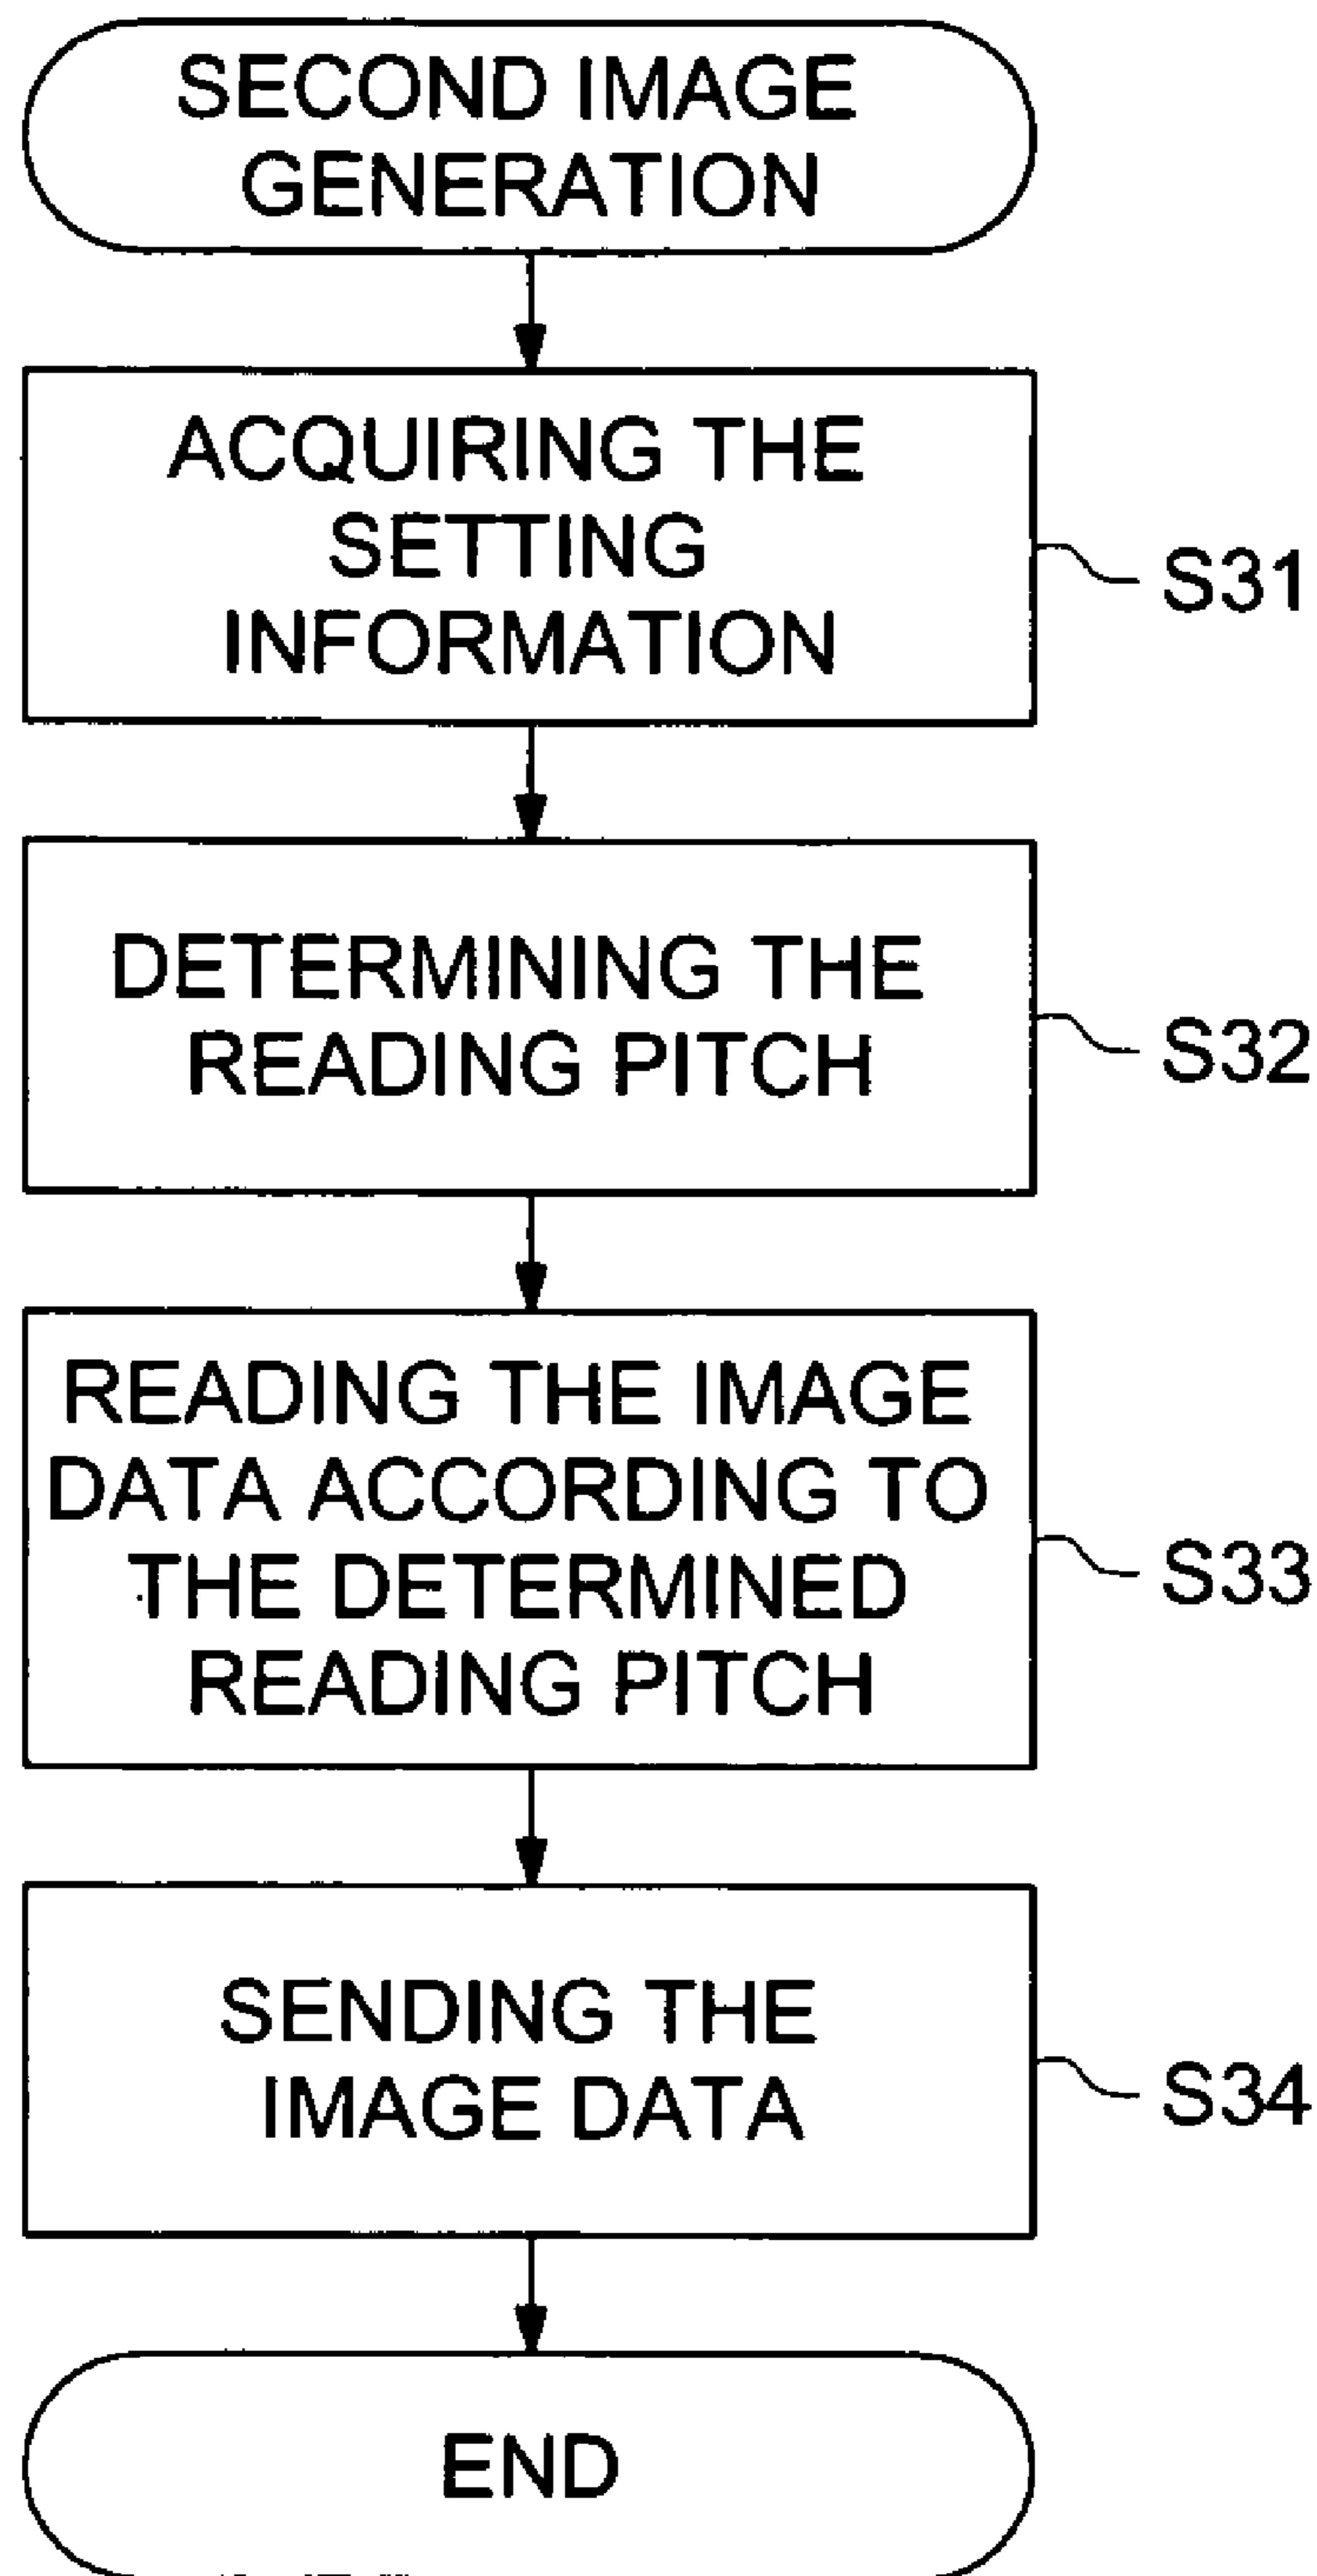 SECOND IMAGE
GENERATION
ACQUIRING THE
SETTING
INFORMATION
S31
DETERMINING THE
READING PITCH
S32
READING THE IMAGE
DATA ACCORDING TO
THE DETERMINED
READING PITCH
S33
SENDING THE
IMAGE DATA
S34
END